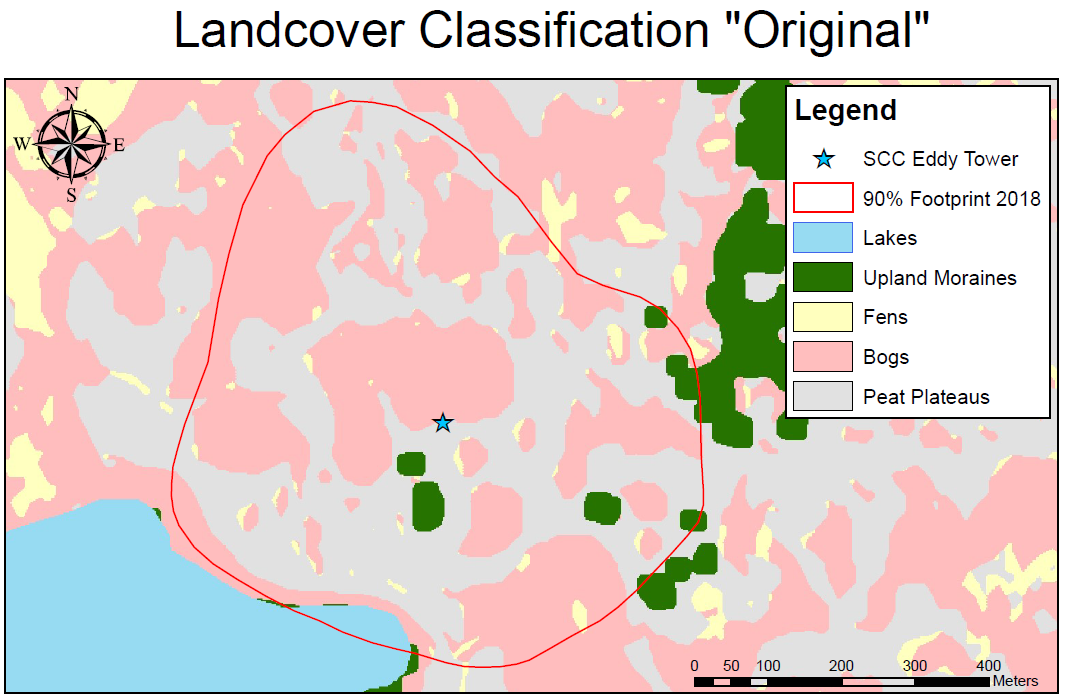 Landcover Classification "Original"
N
W E
S
Legend
SCC Eddy Tower
90% Footprint 2018
Lakes
Upland Moraines
Fens
Bogs
Peat Plateaus
0 50 100 200 300 400
Meters